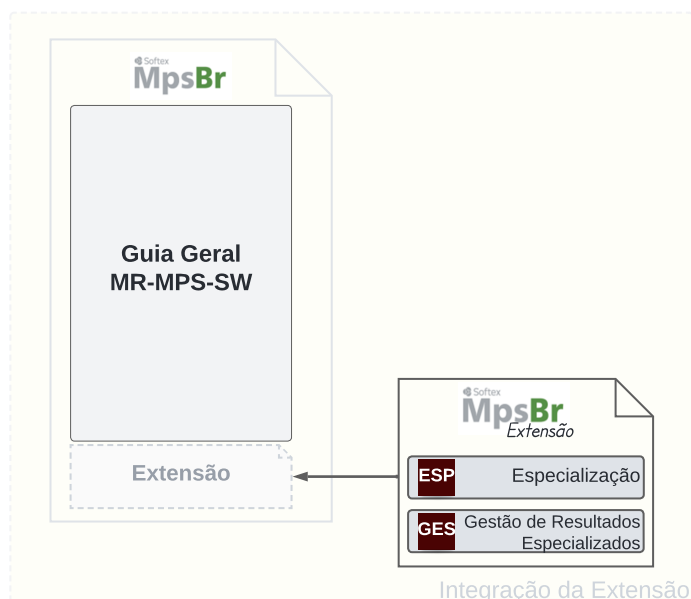 Softex
MpsBr
Guia Geral
MR-MPS-SW
Extensão
Softex
MpsBr
Extensão
ESP Especialização
GES Gestão de Resultados
Especializados
Integração da Extensão